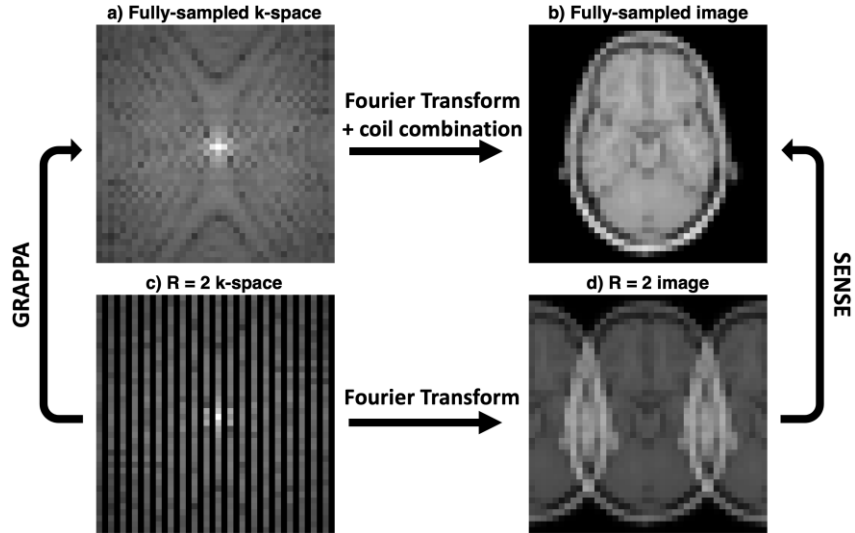 a) Fully-sampled k-space
b) Fully-sampled image
Fourier Transform
+ coil combination
GRAPPA
SENSE
c) R = 2 k-space
d) R = 2 image
Fourier Transform